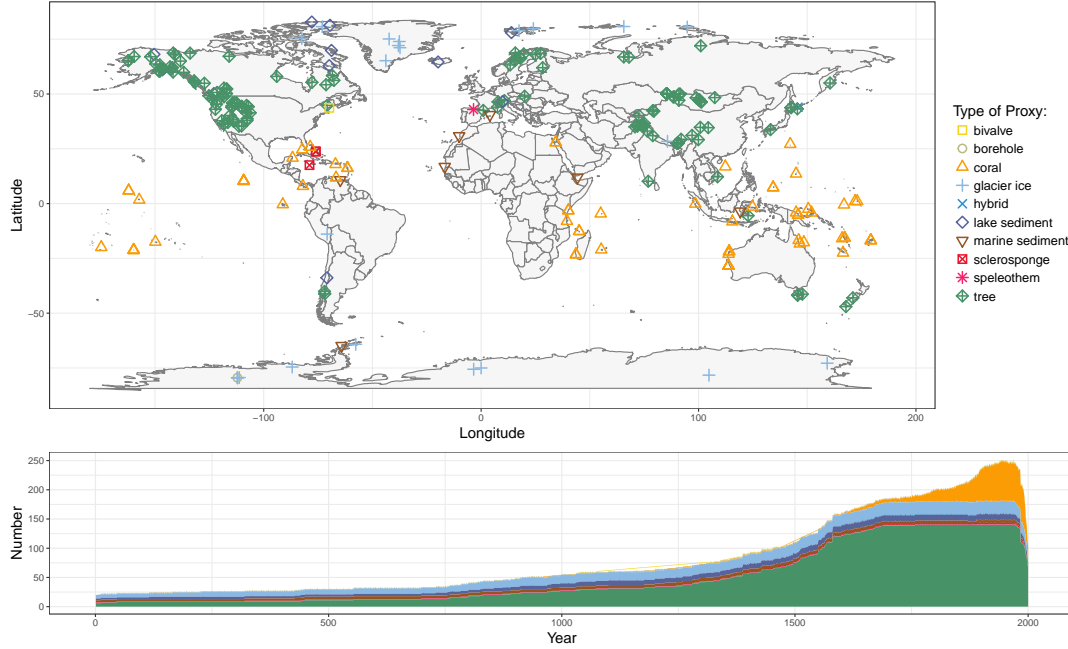 50
0
−50
Latitude
−100
0
100
200
Longitude
Type of Proxy:
bivalve
borehole
coral
glacier ice
hybrid
lake sediment
marine sediment
sclerosponge
speleothem
tree
250
200
150
100
50
0
Number
0
500
1000
1500
2000
Year